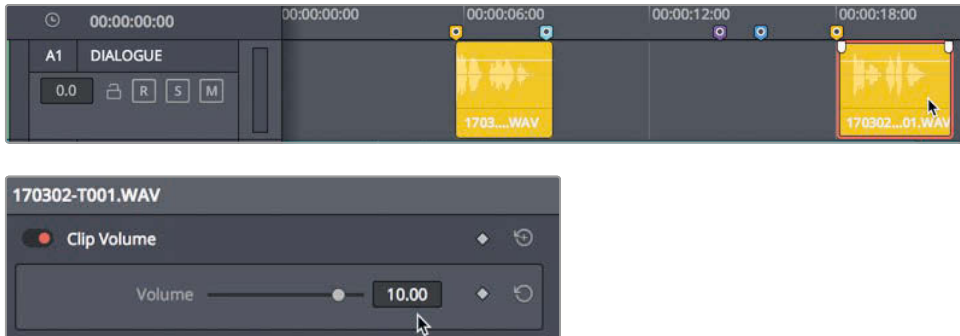 00:00:00:00 00:00:00:00 00:00:06:00 00:00:12:00 00:00:18:00
A1 DIALOGUE
0.0 R S M
1703....WAV 170302...01.WAV
170302-T001.WAV
Clip Volume
Volume 10.00